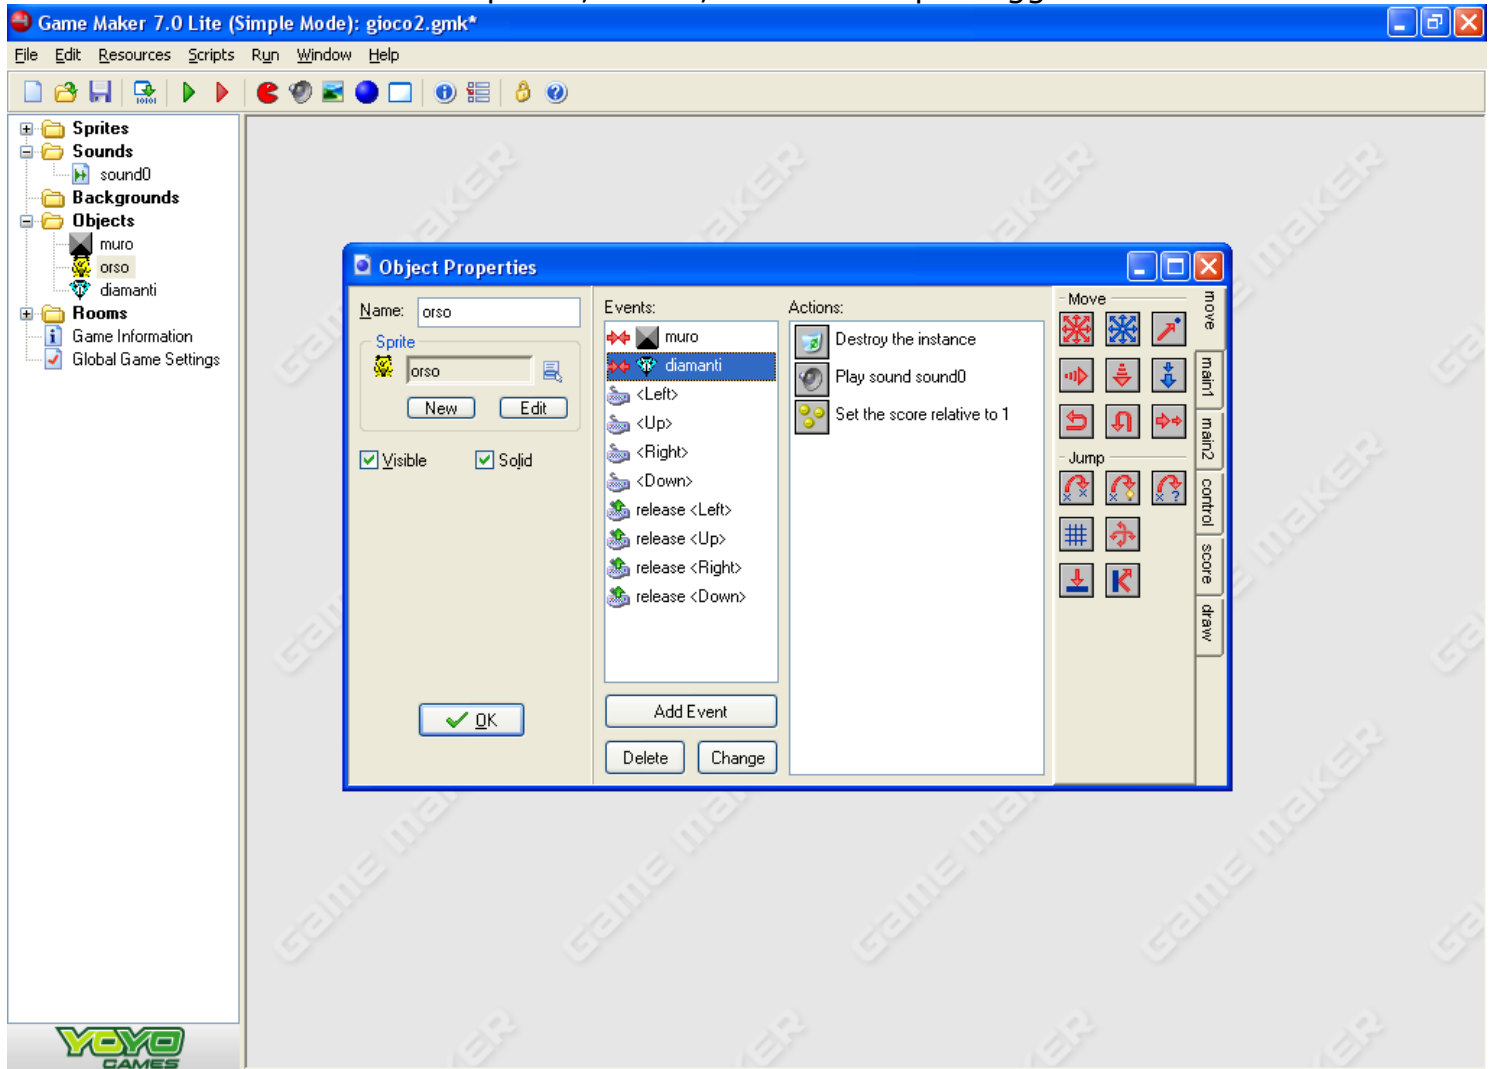 Game Maker 7.0 Lite (Simple Mode): gioco2.gmk*
File Edit Resources Scripts Run Window Help
Sprites
Sounds
sound0
Backgrounds
Objects
muro
orso
diamanti
Rooms
Game Information
Global Game Settings
Object Properties
Name: orso
Sprite
orso
New Edit
Visible Solid
OK
Events:
muro
diamanti
<Left>
<Up>
<Right>
<Down>
release <Left>
release <Up>
release <Right>
release <Down>
Add Event
Delete Change
Actions:
Destroy the instance
Play sound sound0
Set the score relative to 1
Move
Jump
move
main1
main2
control
score
draw
YOYO
GAMES